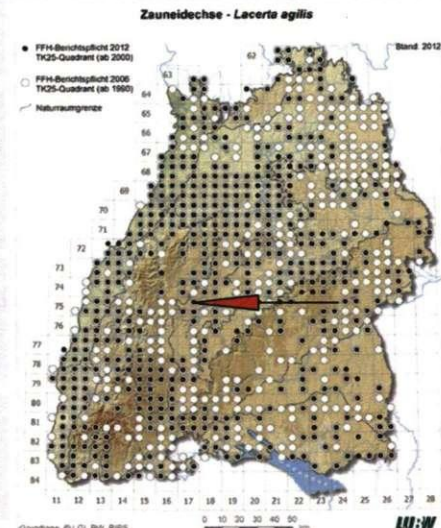 Zauneidechse - Lacerta agilis
FFH-Berichtspflicht 2012
TK25-Quadrant (ab 2000)
FFH-Berichtspflicht 2006
TK25-Quadrant (ab 1990)
Naturraumgrenze
Stand: 2012
62
63
64
65
66
67
68
69
70
71
72
73
74
75
76
77
78
79
80
81
82
83
84
11 12 13 14 15 16 17 18 19 20 21 22 23 24 25 26 27 28
0 10 20 30 40 50